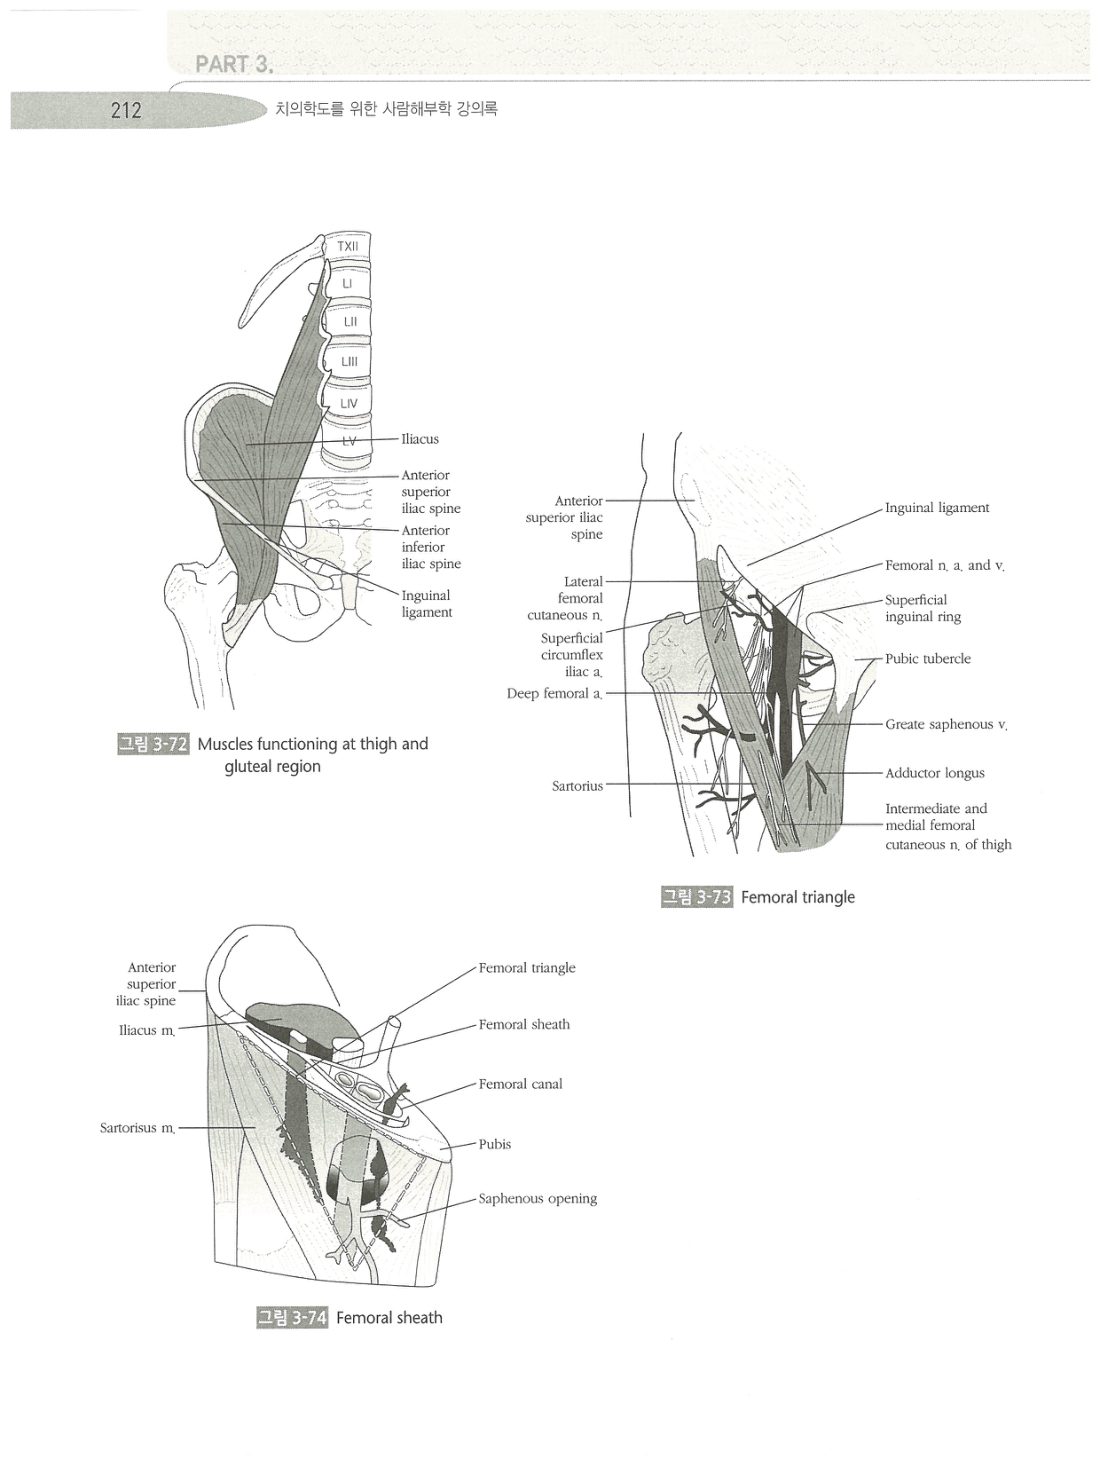 PART 3.
212
치의학도를 위한 사람해부학 강의록
TXII
LI
LII
LIII
LIV
LV
Iliacus
Anterior
superior
iliac spine
Anterior
inferior
iliac spine
Inguinal
ligament
그림 3-72 Muscles functioning at thigh and
gluteal region
Anterior
superior iliac
spine
Lateral
femoral
cutaneous n.
Superficial
circumflex
iliac a.
Deep femoral a.
Sartorius
Inguinal ligament
Femoral n. a. and v.
Superficial
inguinal ring
Pubic tubercle
Greate saphenous v.
Adductor longus
Intermediate and
medial femoral
cutaneous n. of thigh
그림 3-73 Femoral triangle
Anterior
superior
iliac spine
Iliacus m.
Sartorisus m.
Femoral triangle
Femoral sheath
Femoral canal
Pubis
Saphenous opening
그림 3-74 Femoral sheath